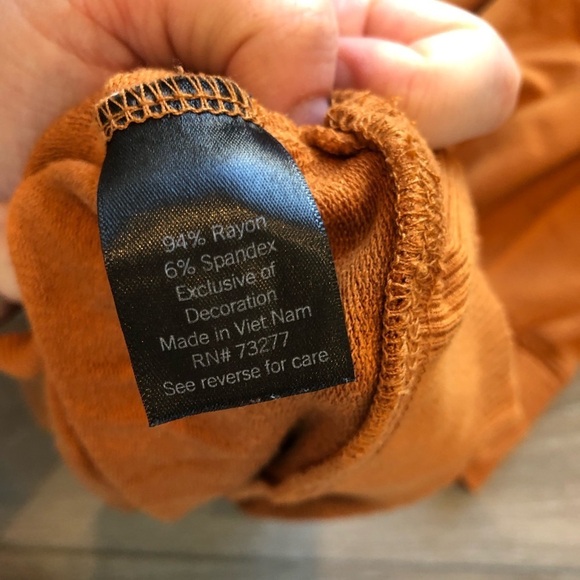 94% Rayon
6% Spandex
Exclusive of
Decoration
Made in Viet Nam
RN# 73277
See reverse for care